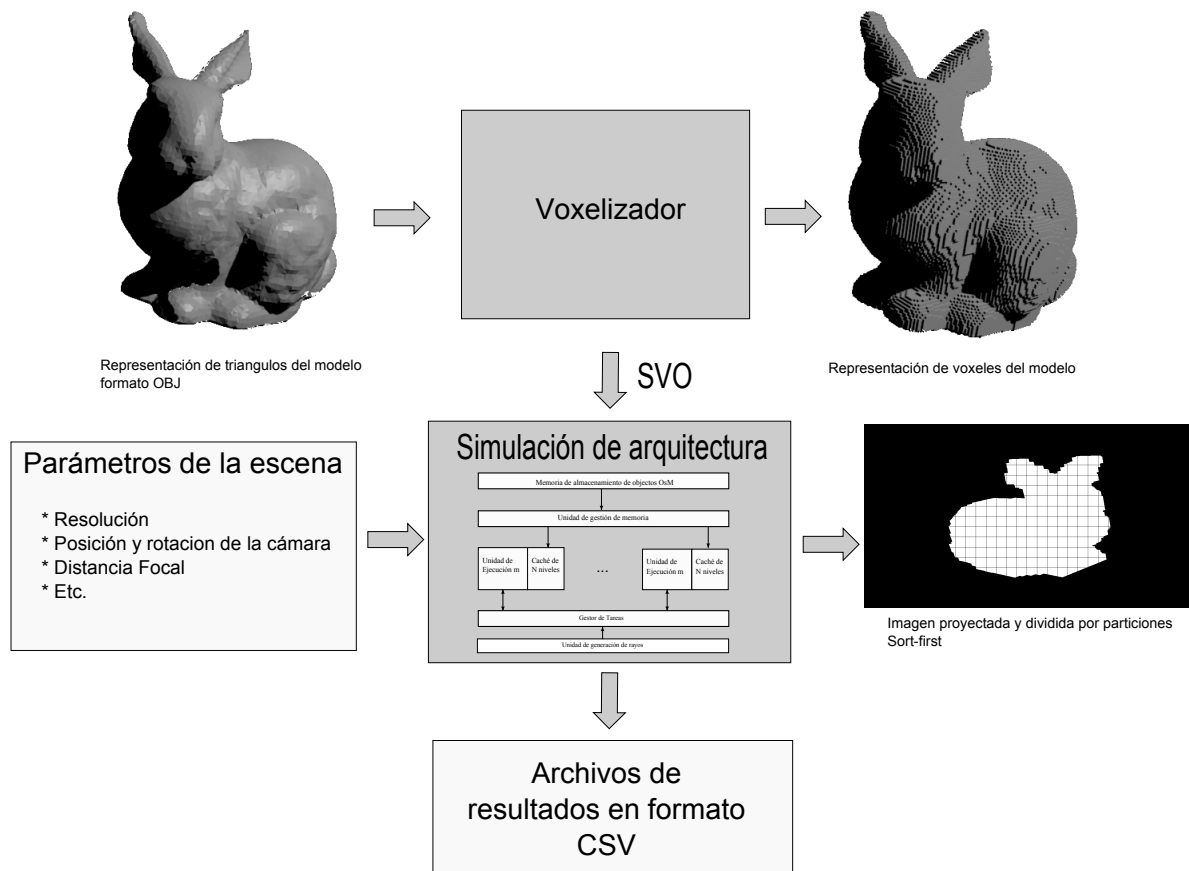 Voxelizador
Representación de triangulos del modelo
formato OBJ
SVO
Representación de voxeles del modelo
Parámetros de la escena
* Resolución
* Posición y rotacion de la cámara
* Distancia Focal
* Etc.
Simulación de arquitectura
Memoria de almacenamiento de objectos OsM
Unidad de gestión de memoria
Unidad de
Ejecución m
Caché de
N niveles
...
Unidad de
Ejecución m
Caché de
N niveles
Gestor de Tareas
Unidad de generación de rayos
Imagen proyectada y dividida por particiones
Sort-first
Archivos de
resultados en formato
CSV